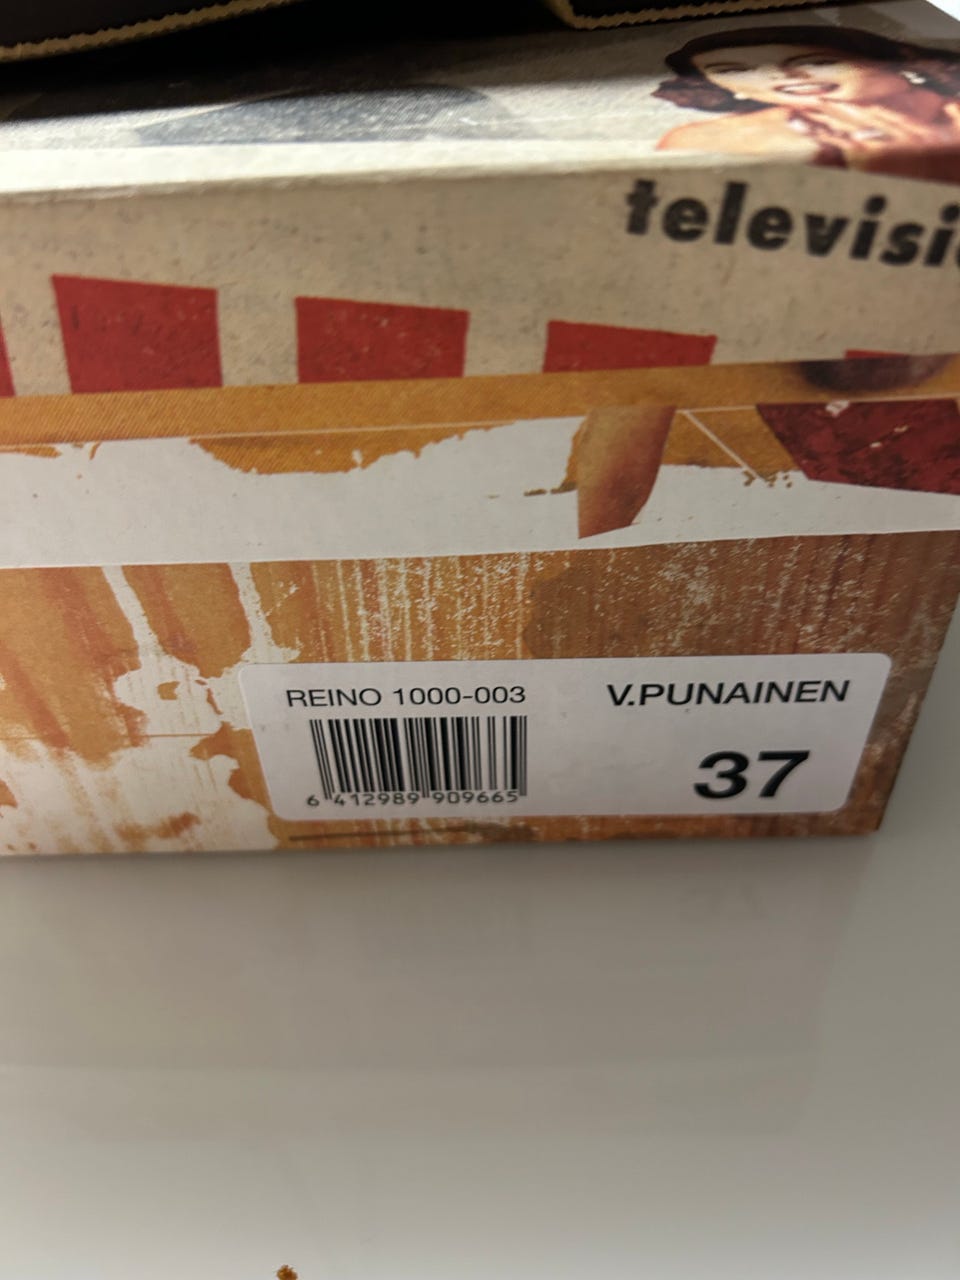 televisi
REINO 1000-003
V.PUNAINEN
37
6 412989 909665